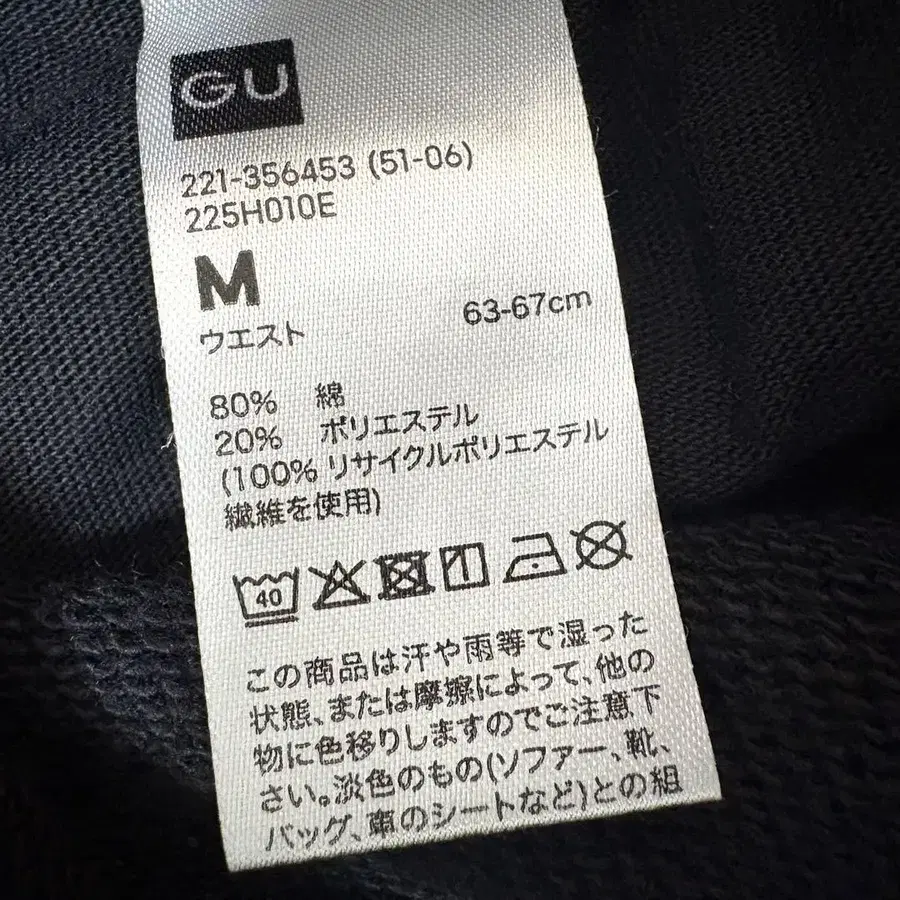 GU
221-356453 (51-06)
225H010E
M
ウエスト 63-67cm
80% 綿
20% ポリエステル
(100% リサイクルポリエステル
繊維を使用)
40
この商品は汗や雨等で湿った
状態、または摩擦によって、他の
物に色移りしますのでご注意下
さい。淡色のもの(ソファー、靴、
バッグ、車のシートなど)との組